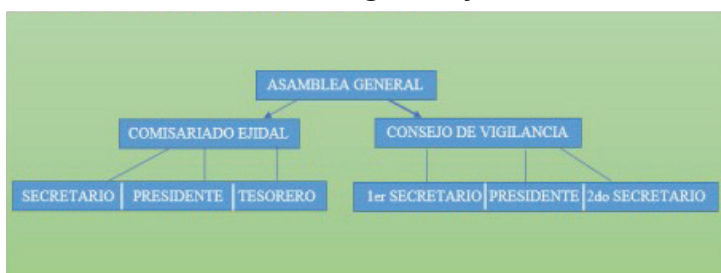 ASAMBLEA GENERAL
COMISARIADO EJIDAL
CONSEJO DE VIGILANCIA
SECRETARIO PRESIDENTE TESORERO
1er SECRETARIO PRESIDENTE 2do SECRETARIO